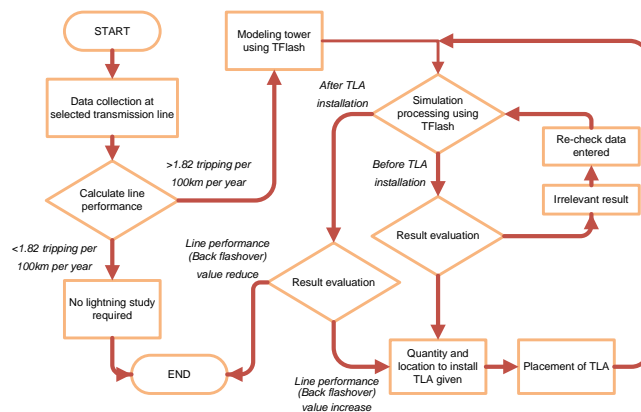 START
Data collection at
selected transmission line
Calculate line
performance
>1.82 tripping per
100km per year
<1.82 tripping per
100km per year
No lightning study
required
END
Modeling tower
using TFlash
After TLA
installation
Simulation
processing using
TFlash
Before TLA
installation
Re-check data
entered
Irrelevant result
Result evaluation
Line performance
(Back flashover)
value reduce
Result evaluation
Line performance
(Back flashover)
value increase
Quantity and
location to install
TLA given
Placement of TLA